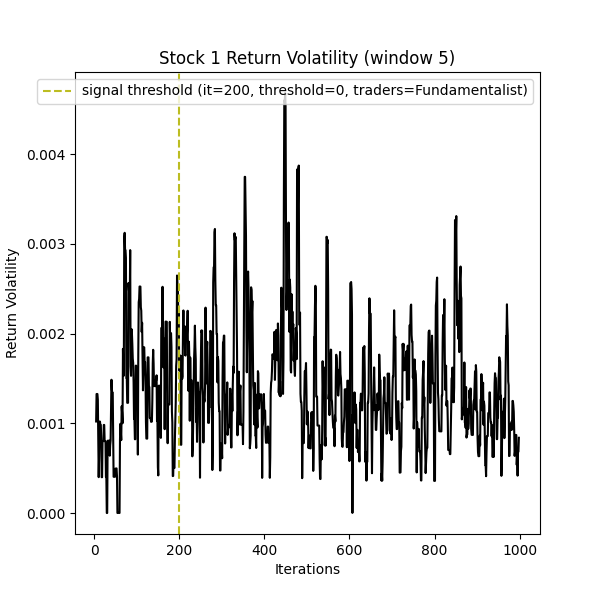 Stock 1 Return Volatility (window 5)
signal threshold (it=200, threshold=0, traders=Fundamentalist)
0.004
0.003
0.002
0.001
0.000
Return Volatility
0 200 400 600 800 1000
Iterations